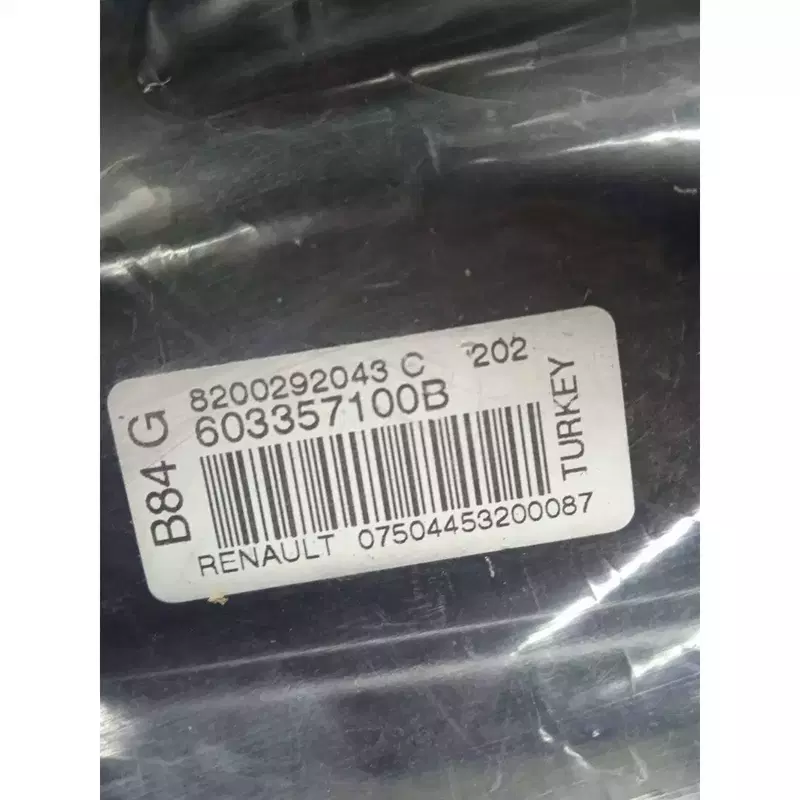 8200292043 C 202
603357100B
B84 G
TURKEY
RENAULT 07504453200087